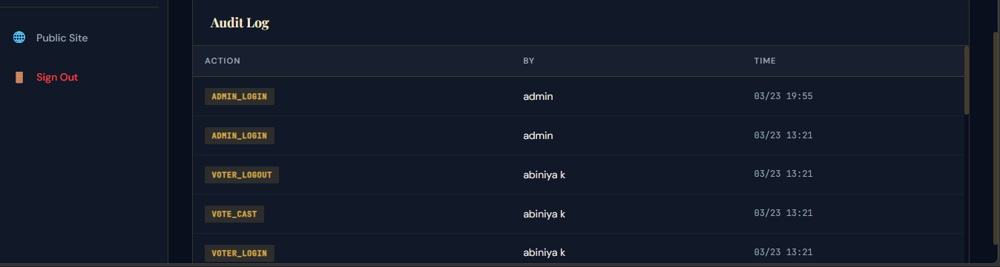 Audit Log
Public Site
ACTION BY TIME
Sign Out
ADMIN_LOGIN admin 03/23 19:55
ADMIN_LOGIN admin 03/23 13:21
VOTER_LOGOUT abiniya k 03/23 13:21
VOTE_CAST abiniya k 03/23 13:21
VOTER_LOGIN abiniya k 03/23 13:21